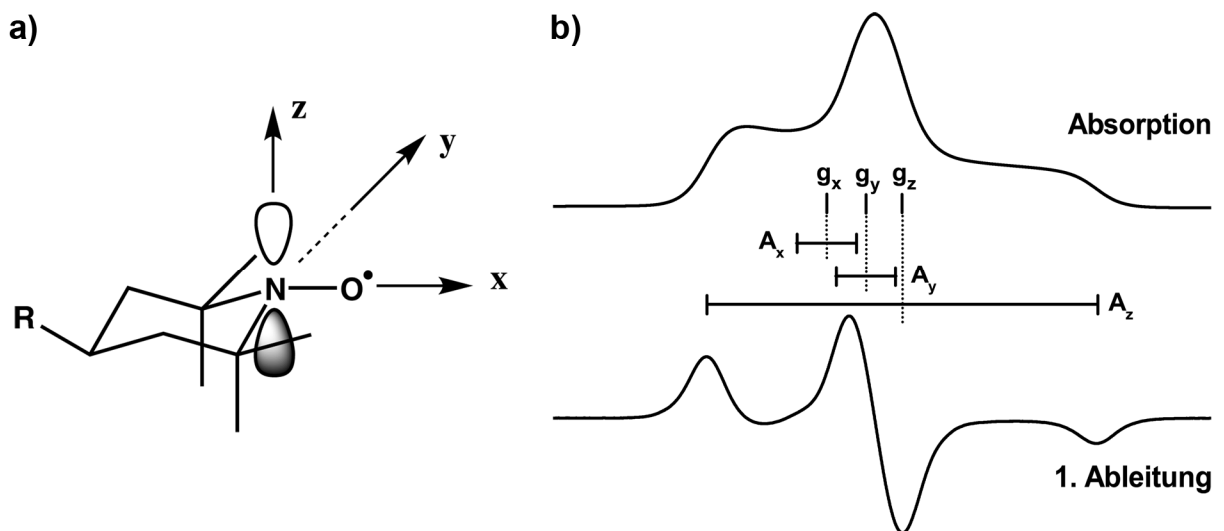 a)
z
y
N
O•
x
R
b)
Absorption
gx gy gz
Ax
Ay
Az
1. Ableitung